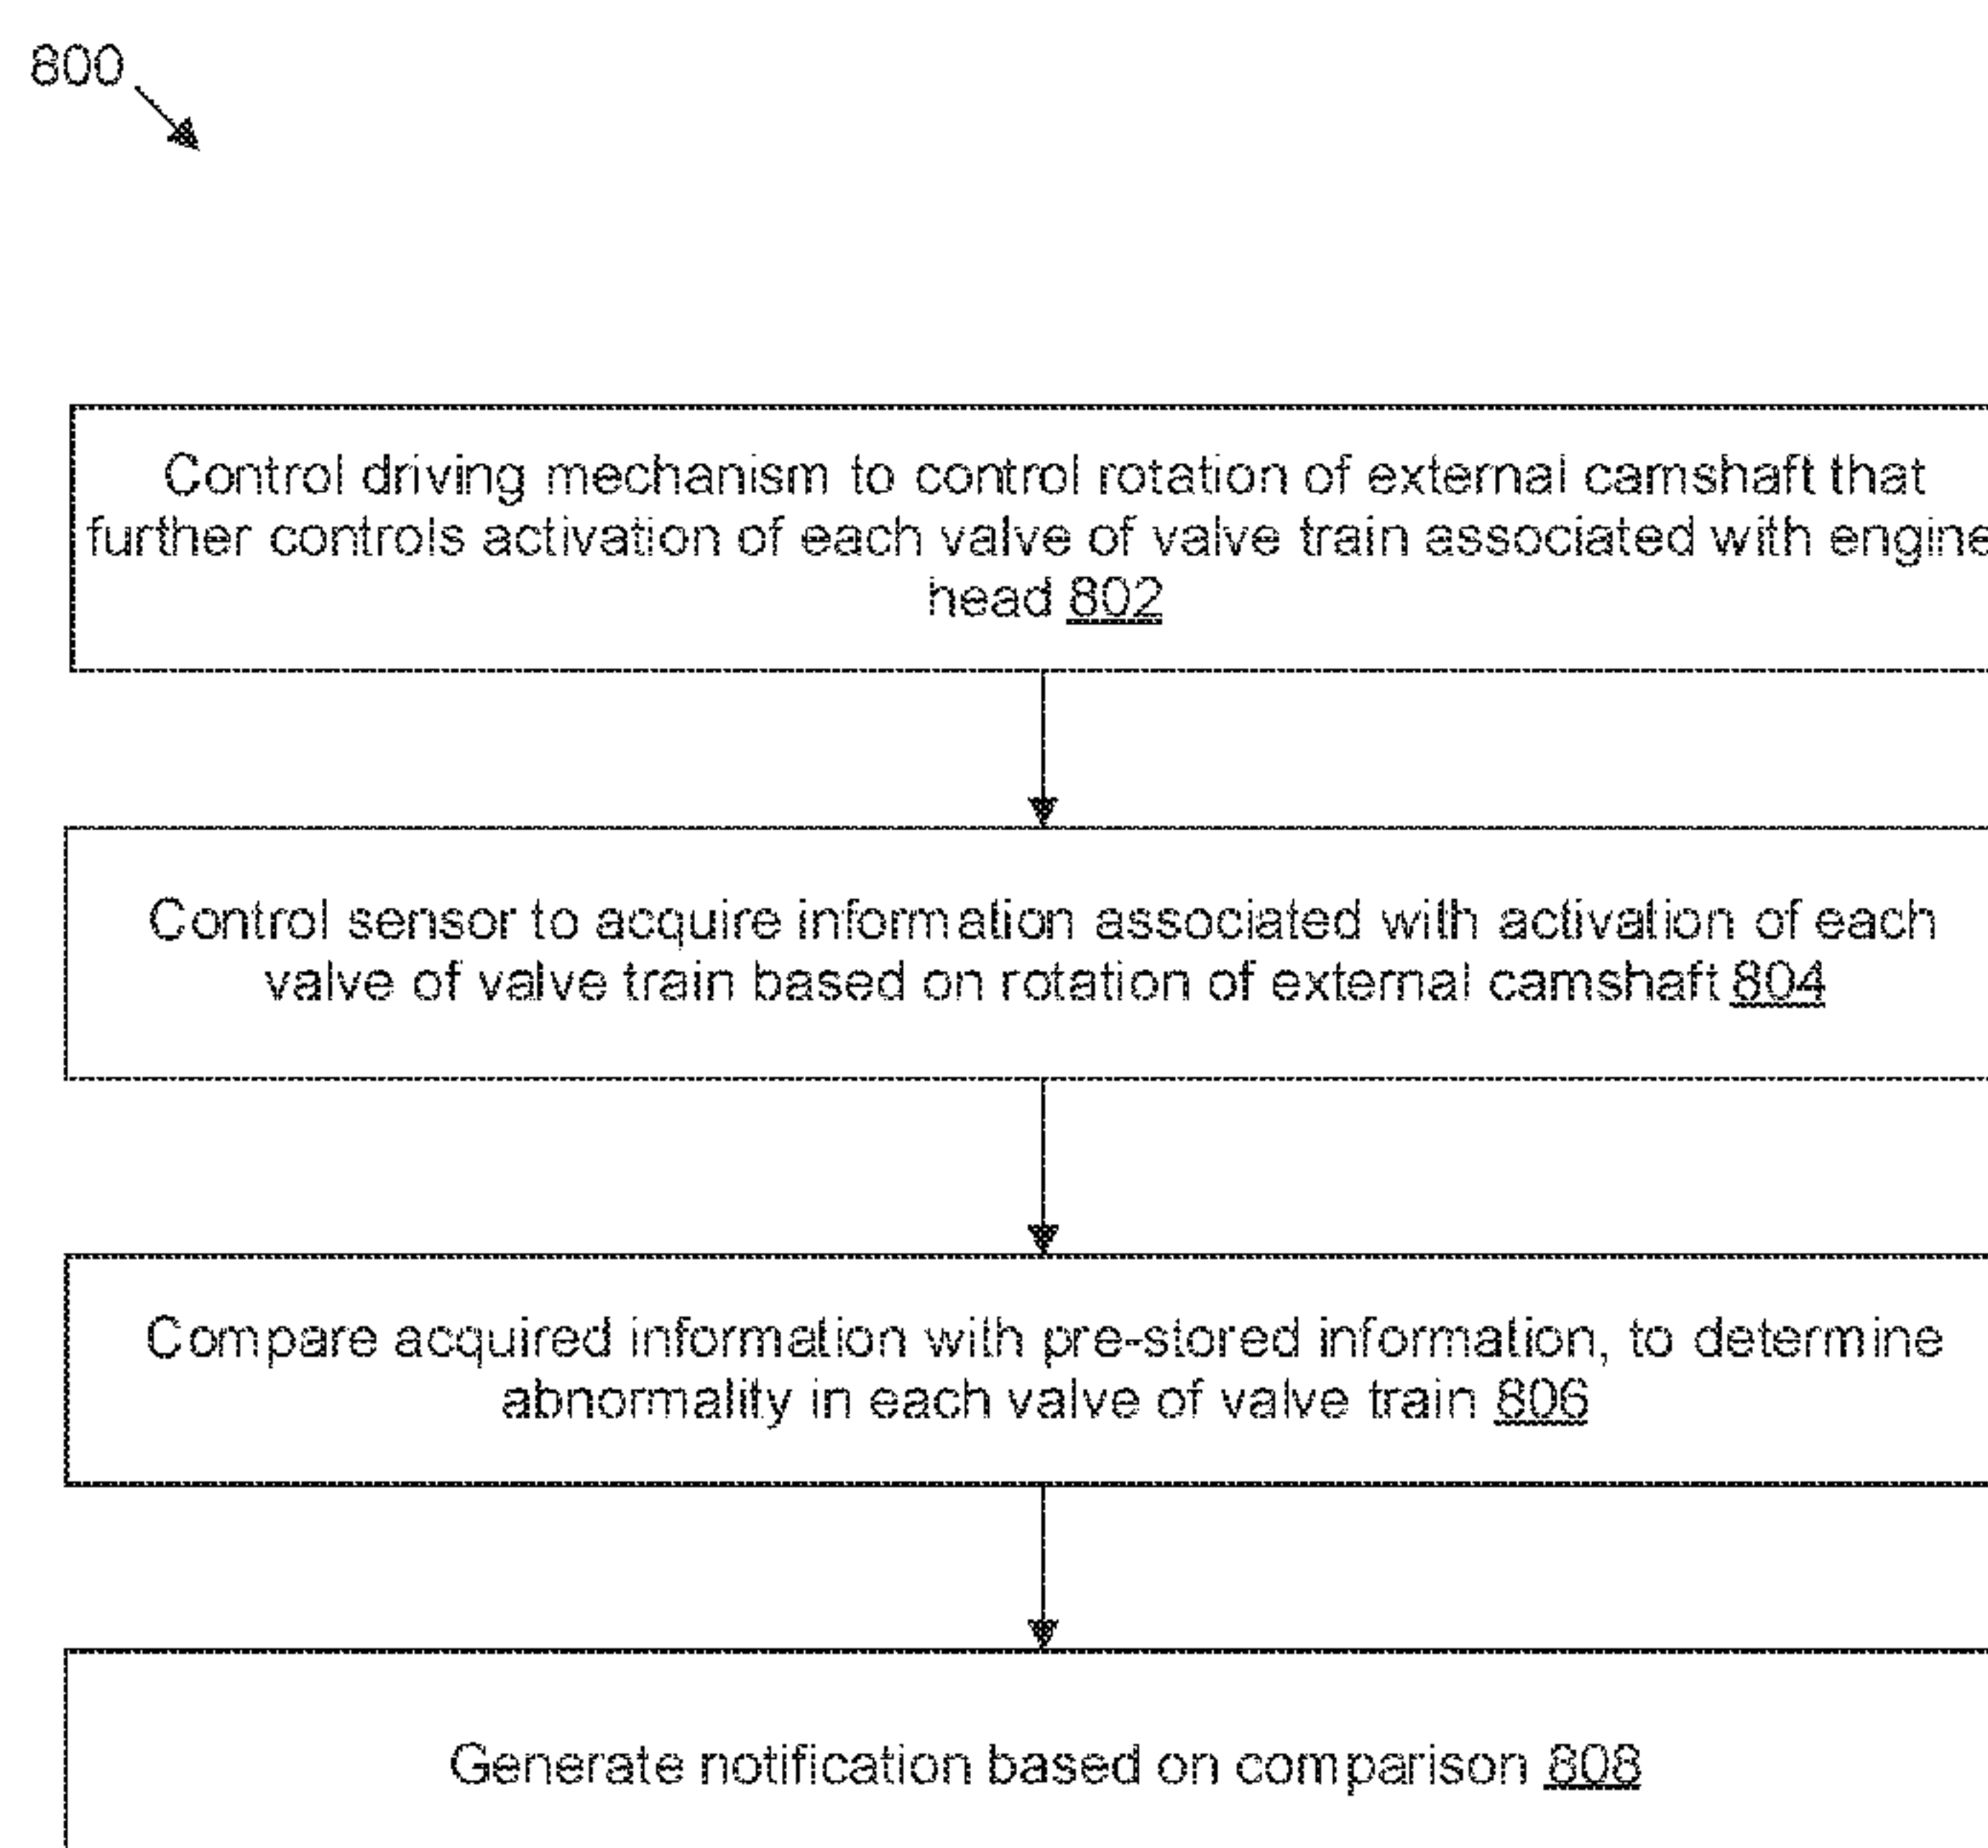 800
Control driving mechanism to control rotation of external camshaft that
further controls activation of each valve of valve train associated with engine
head 802
Control sensor to acquire information associated with activation of each
valve of valve train based on rotation of external camshaft 804
Compare acquired information with pre-stored information, to determine
abnormality in each valve of valve train 806
Generate notification based on comparison 808